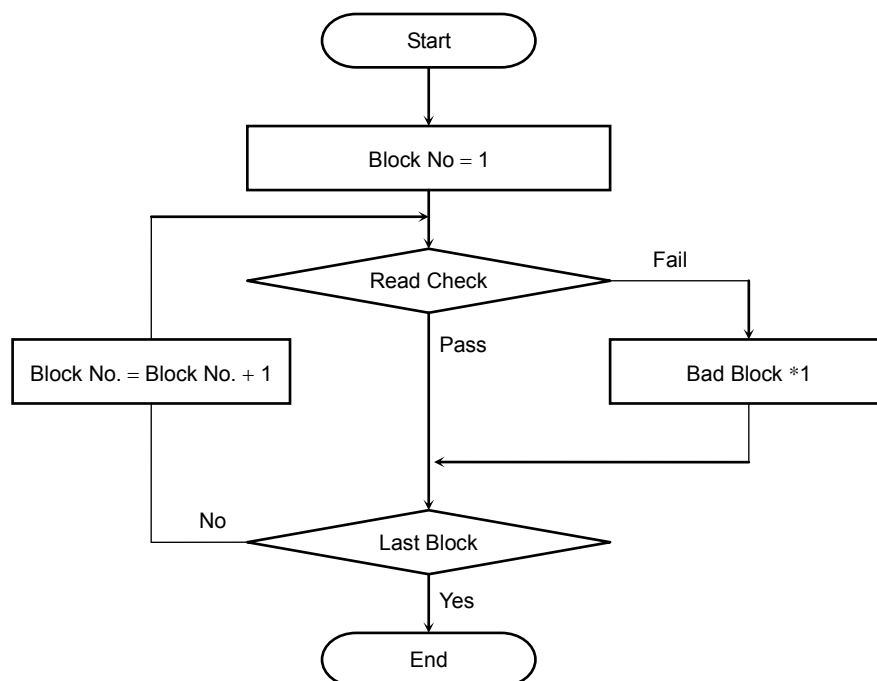 Start
Block No = 1
Read Check
Fail
Pass
Block No. = Block No. + 1
Bad Block *1
No
Last Block
Yes
End